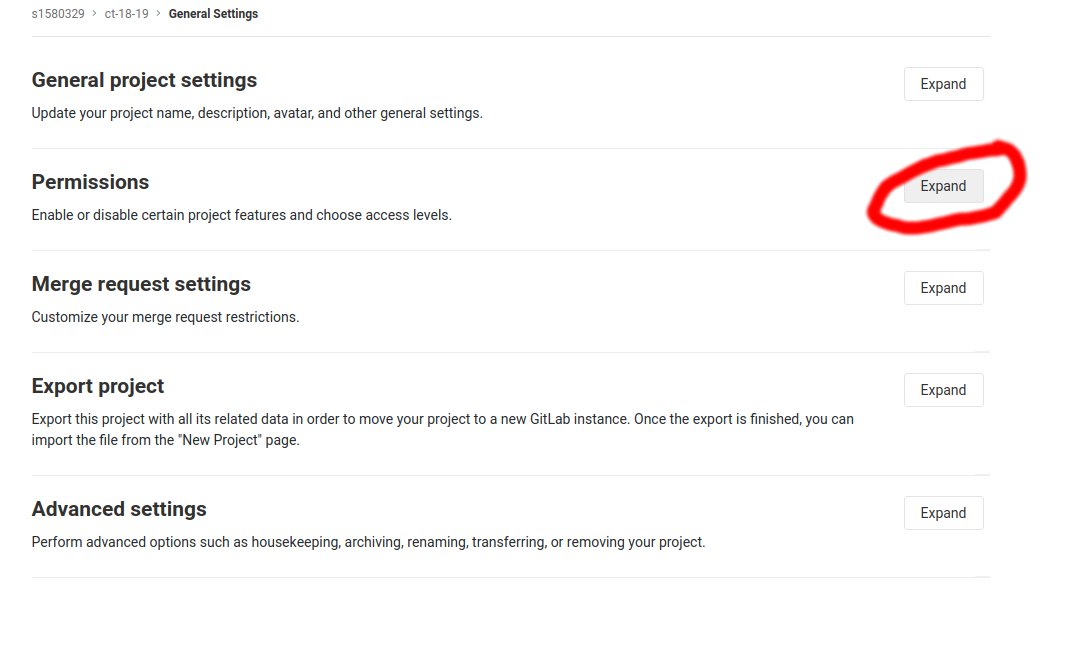 s1580329 > ct-18-19 > General Settings
General project settings
Expand
Update your project name, description, avatar, and other general settings.
Permissions
Expand
Enable or disable certain project features and choose access levels.
Merge request settings
Expand
Customize your merge request restrictions.
Export project
Expand
Export this project with all its related data in order to move your project to a new GitLab instance. Once the export is finished, you can
import the file from the "New Project" page.
Advanced settings
Expand
Perform advanced options such as housekeeping, archiving, renaming, transferring, or removing your project.